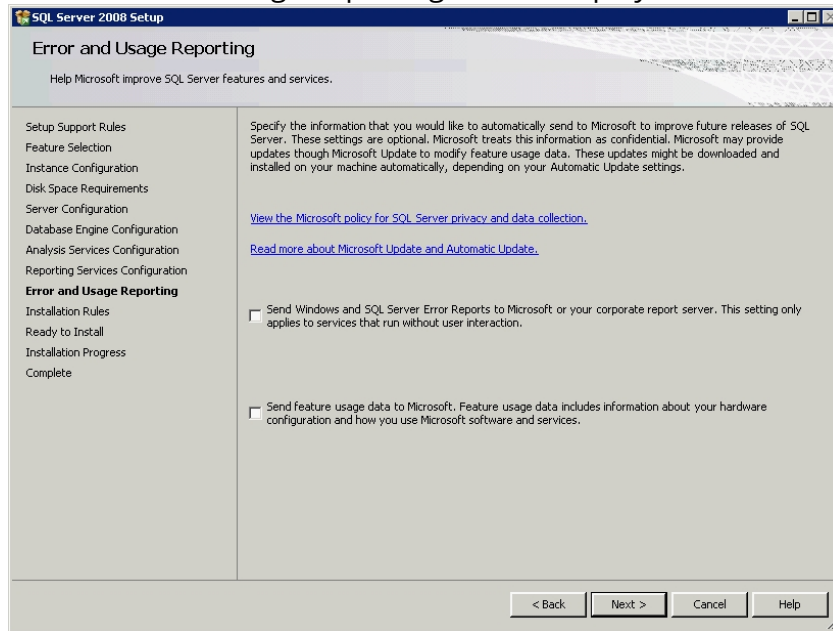 SQL Server 2008 Setup
Error and Usage Reporting
Help Microsoft improve SQL Server features and services.
Setup Support Rules
Feature Selection
Instance Configuration
Disk Space Requirements
Server Configuration
Database Engine Configuration
Analysis Services Configuration
Reporting Services Configuration
Error and Usage Reporting
Installation Rules
Ready to Install
Installation Progress
Complete
Specify the information that you would like to automatically send to Microsoft to improve future releases of SQL
Server. These settings are optional. Microsoft treats this information as confidential. Microsoft may provide
updates though Microsoft Update to modify feature usage data. These updates might be downloaded and
installed on your machine automatically, depending on your Automatic Update settings.
View the Microsoft policy for SQL Server privacy and data collection.
Read more about Microsoft Update and Automatic Update.
Send Windows and SQL Server Error Reports to Microsoft or your corporate report server. This setting only
applies to services that run without user interaction.
Send feature usage data to Microsoft. Feature usage data includes information about your hardware
configuration and how you use Microsoft software and services.
< Back
Next >
Cancel
Help